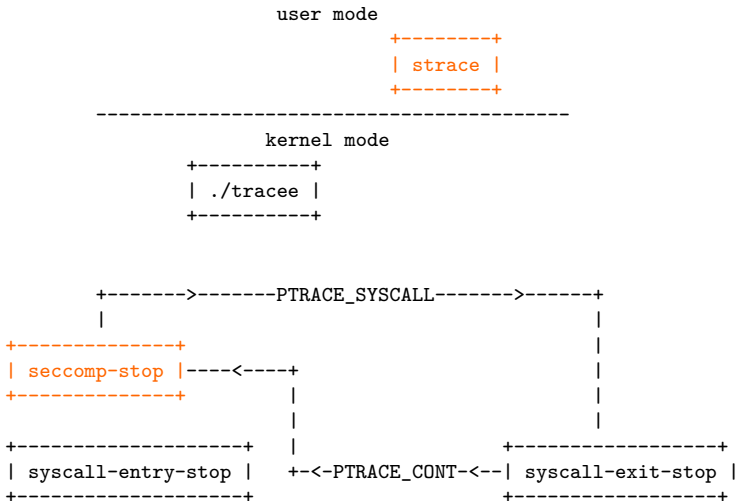 user mode
strace
kernel mode
./tracee
PTRACE_SYSCALL
seccomp-stop
syscall-entry-stop
PTRACE_CONT
syscall-exit-stop